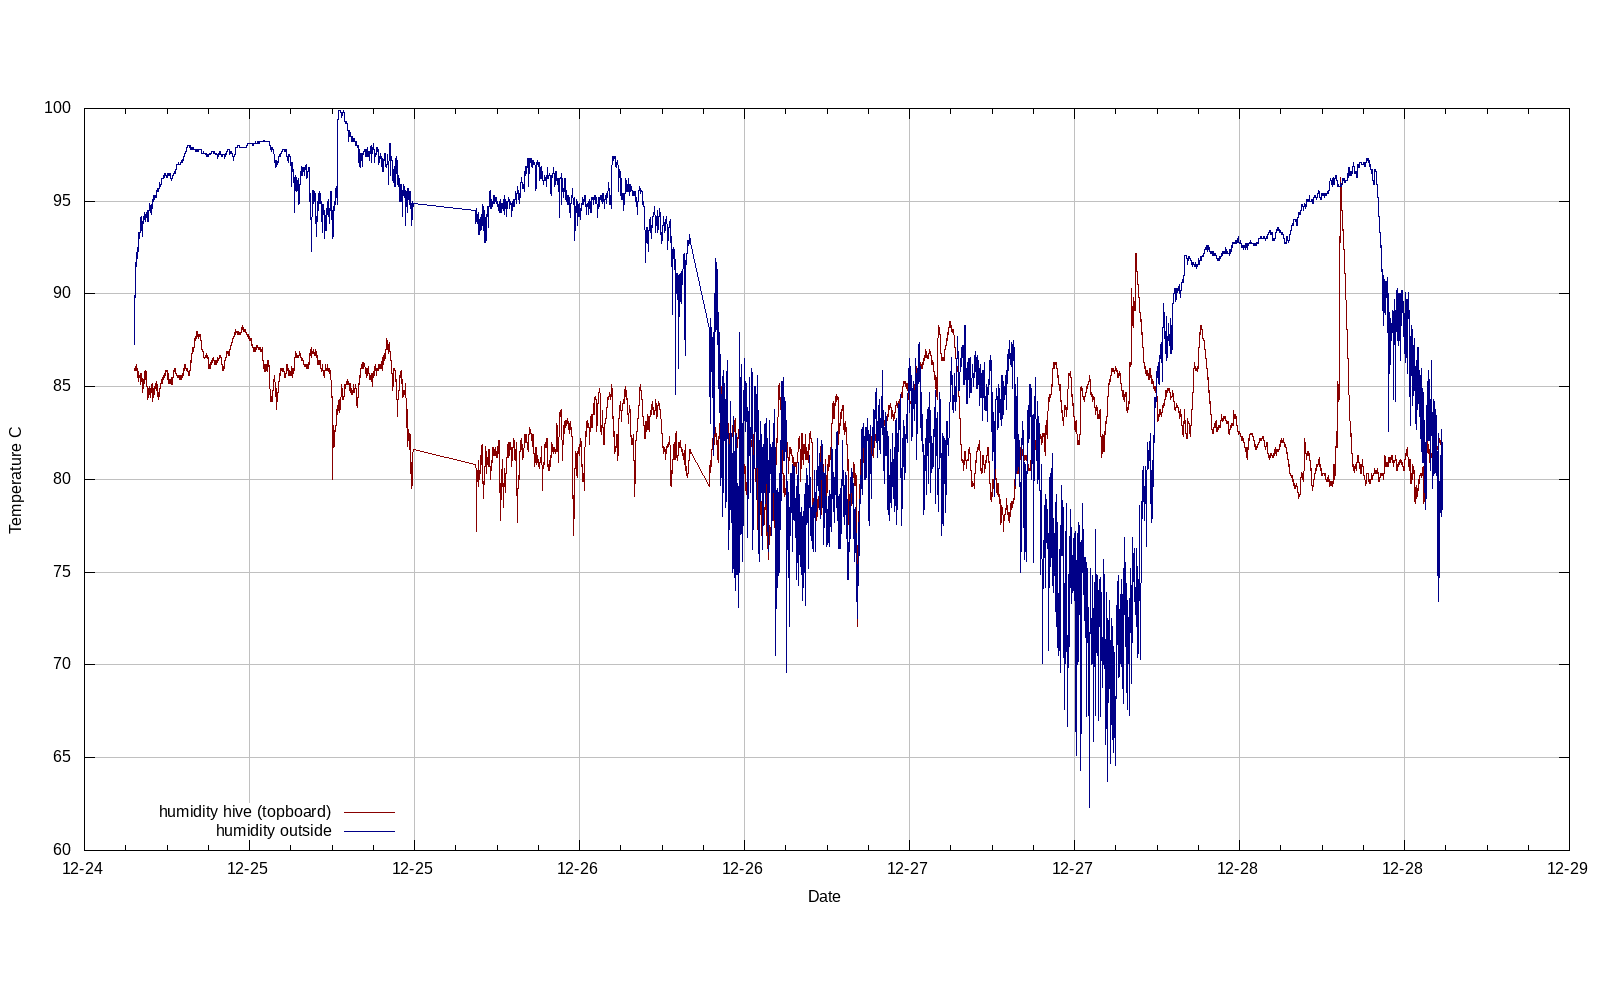 100
95
90
85
80
75
70
65
60
Temperature C
humidity hive (topboard)
humidity outside
12-24 12-25 12-25 12-26 12-26 12-27 12-27 12-28 12-28 12-29
Date